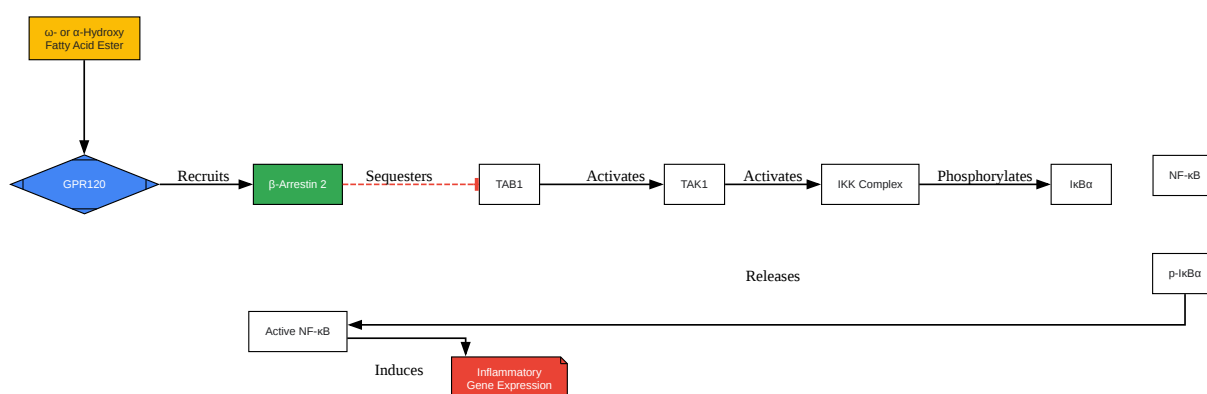 ω- or α-Hydroxy
Fatty Acid Ester
GPR120
Recruits
β-Arrestin 2
Sequesters
TAB1
Activates
TAK1
Activates
IKK Complex
Phosphorylates
IκBα
NF-κB
Releases
p-IκBα
Active NF-κB
Induces
Inflammatory
Gene Expression